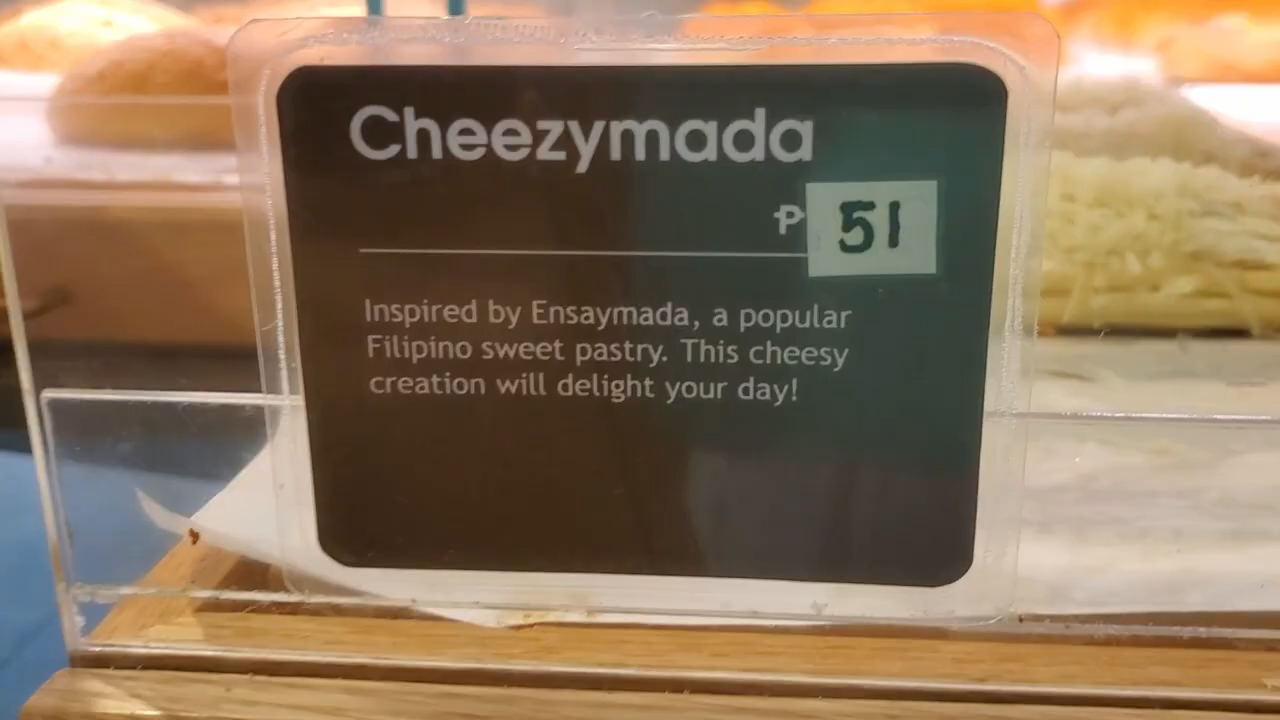 Cheezymada
₱ 51
Inspired by Ensaymada, a popular
Filipino sweet pastry. This cheesy
creation will delight your day!